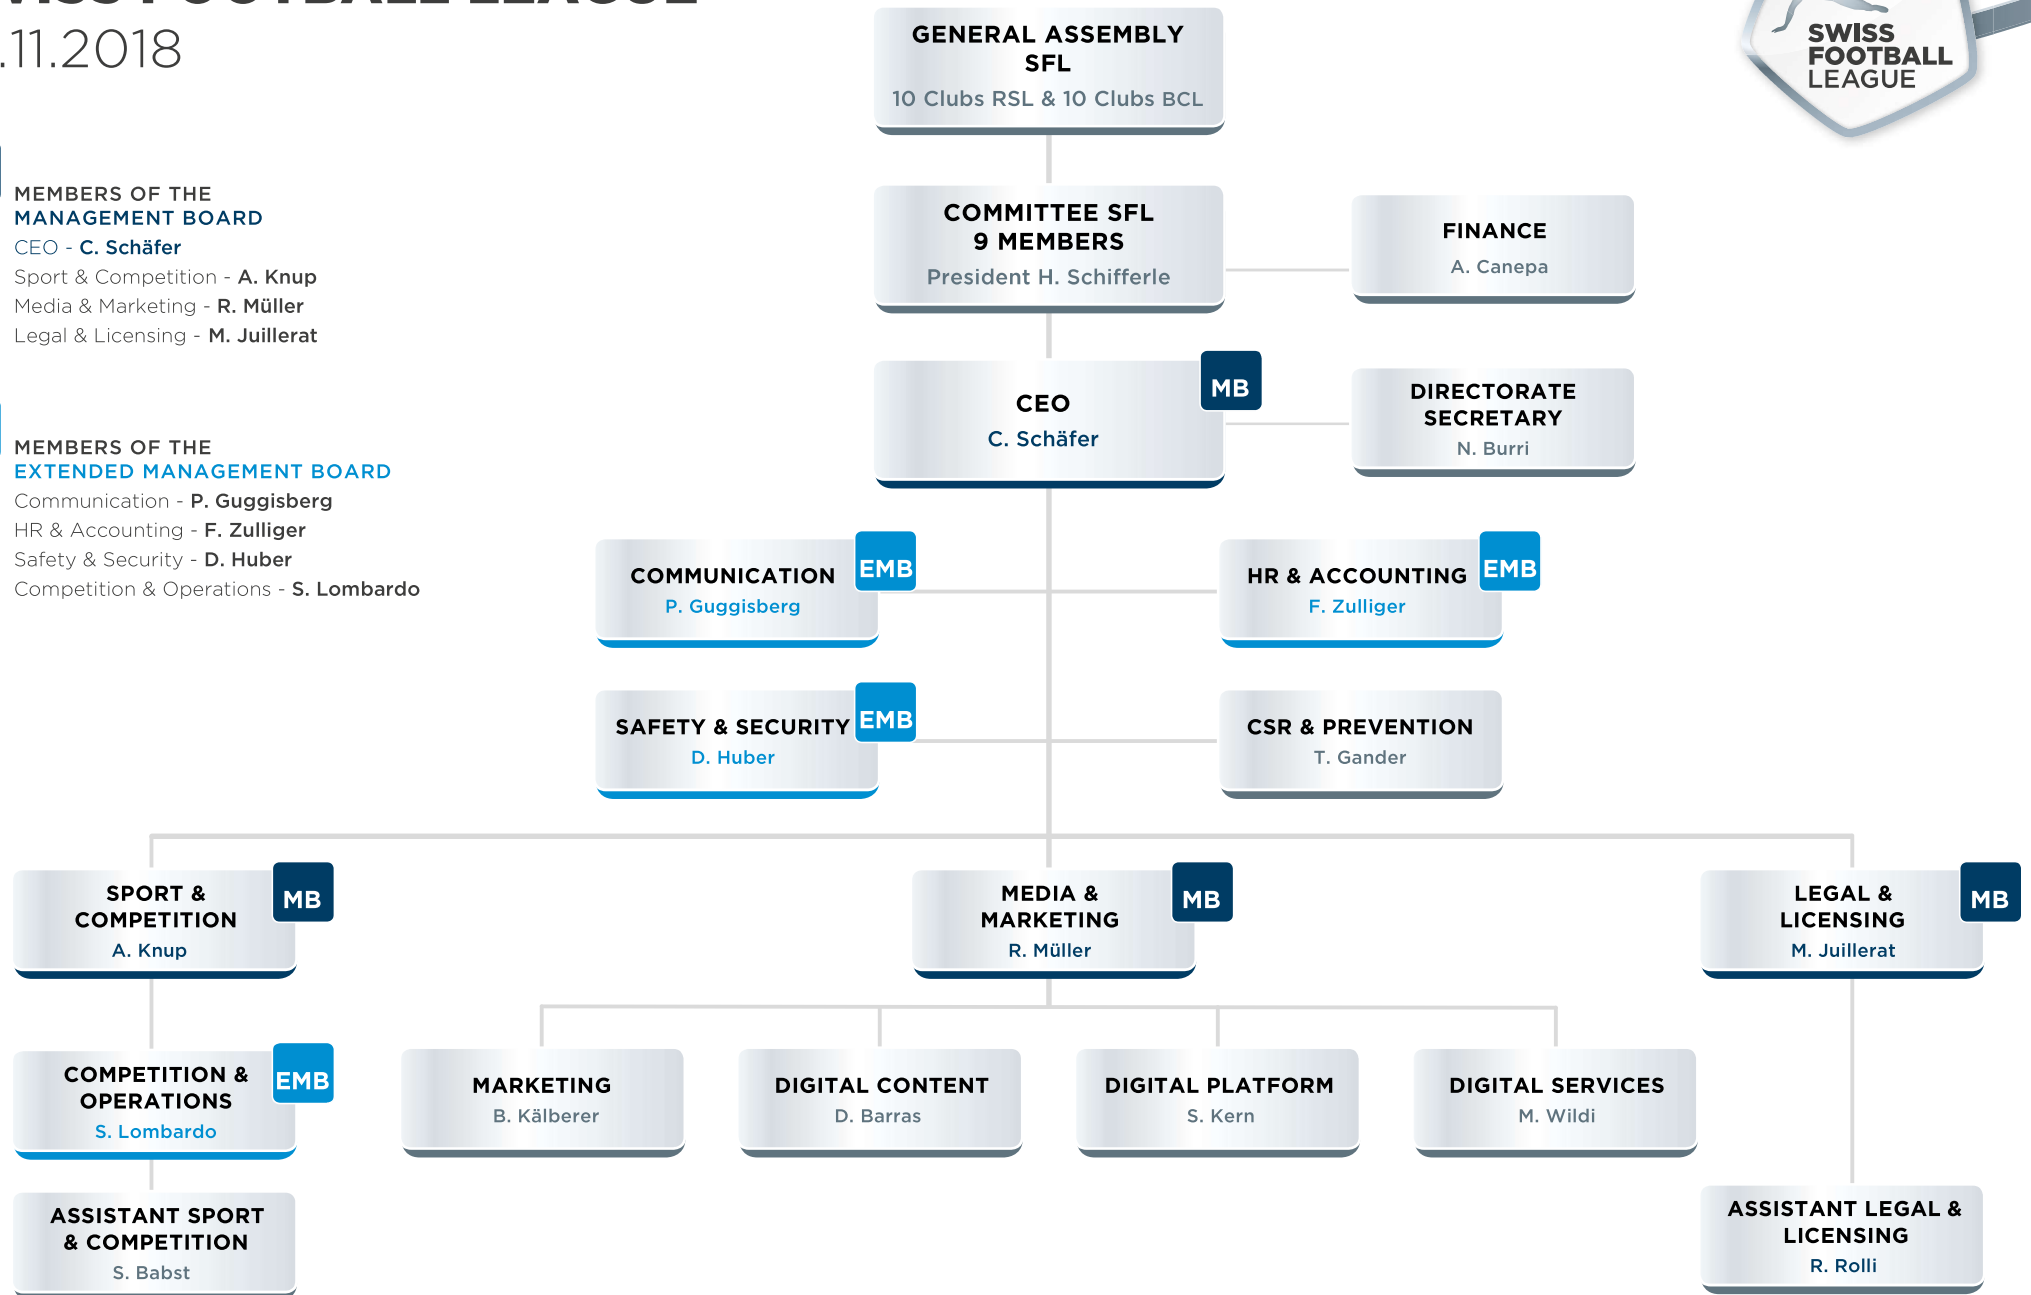 SWISS FOOTBALL LEAGUE
.11.2018
SWISS
FOOTBALL
LEAGUE
MEMBERS OF THE
MANAGEMENT BOARD
CEO - C. Schäfer
Sport & Competition - A. Knup
Media & Marketing - R. Müller
Legal & Licensing - M. Juillerat
MEMBERS OF THE
EXTENDED MANAGEMENT BOARD
Communication - P. Guggisberg
HR & Accounting - F. Zulliger
Safety & Security - D. Huber
Competition & Operations - S. Lombardo
GENERAL ASSEMBLY
SFL
10 Clubs RSL & 10 Clubs BCL
COMMITTEE SFL
9 MEMBERS
President H. Schifferle
FINANCE
A. Canepa
CEO
C. Schäfer
MB
DIRECTORATE
SECRETARY
N. Burri
COMMUNICATION
P. Guggisberg
EMB
HR & ACCOUNTING
F. Zulliger
EMB
SAFETY & SECURITY
D. Huber
EMB
CSR & PREVENTION
T. Gander
SPORT &
COMPETITION
A. Knup
MB
MEDIA &
MARKETING
R. Müller
MB
LEGAL &
LICENSING
M. Juillerat
MB
COMPETITION &
OPERATIONS
S. Lombardo
EMB
MARKETING
B. Kälberer
DIGITAL CONTENT
D. Barras
DIGITAL PLATFORM
S. Kern
DIGITAL SERVICES
M. Wildi
ASSISTANT SPORT
& COMPETITION
S. Babst
ASSISTANT LEGAL &
LICENSING
R. Rolli